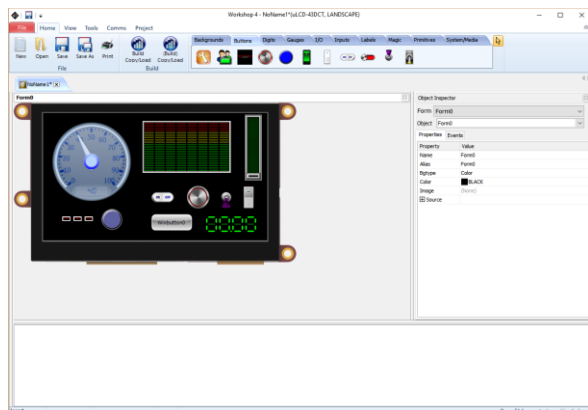 Workshop 4 - NoName1*(uLCD-43DCT, LANDSCAPE)
File Home View Tools Comms Project
New Open Save Save As Print
Build Copy/Load
(Build) Copy/Load
File Build
Backgrounds Buttons Digits Gauges I/O Inputs Labels Magic Primitives System/Media
NoName1*
Form0
Object Inspector
Form Form0
Object Form0
Properties Events
Property Value
Name Form0
Alias Form0
Bgtype Color
Color BLACK
Image (None)
Source
Winbutton0